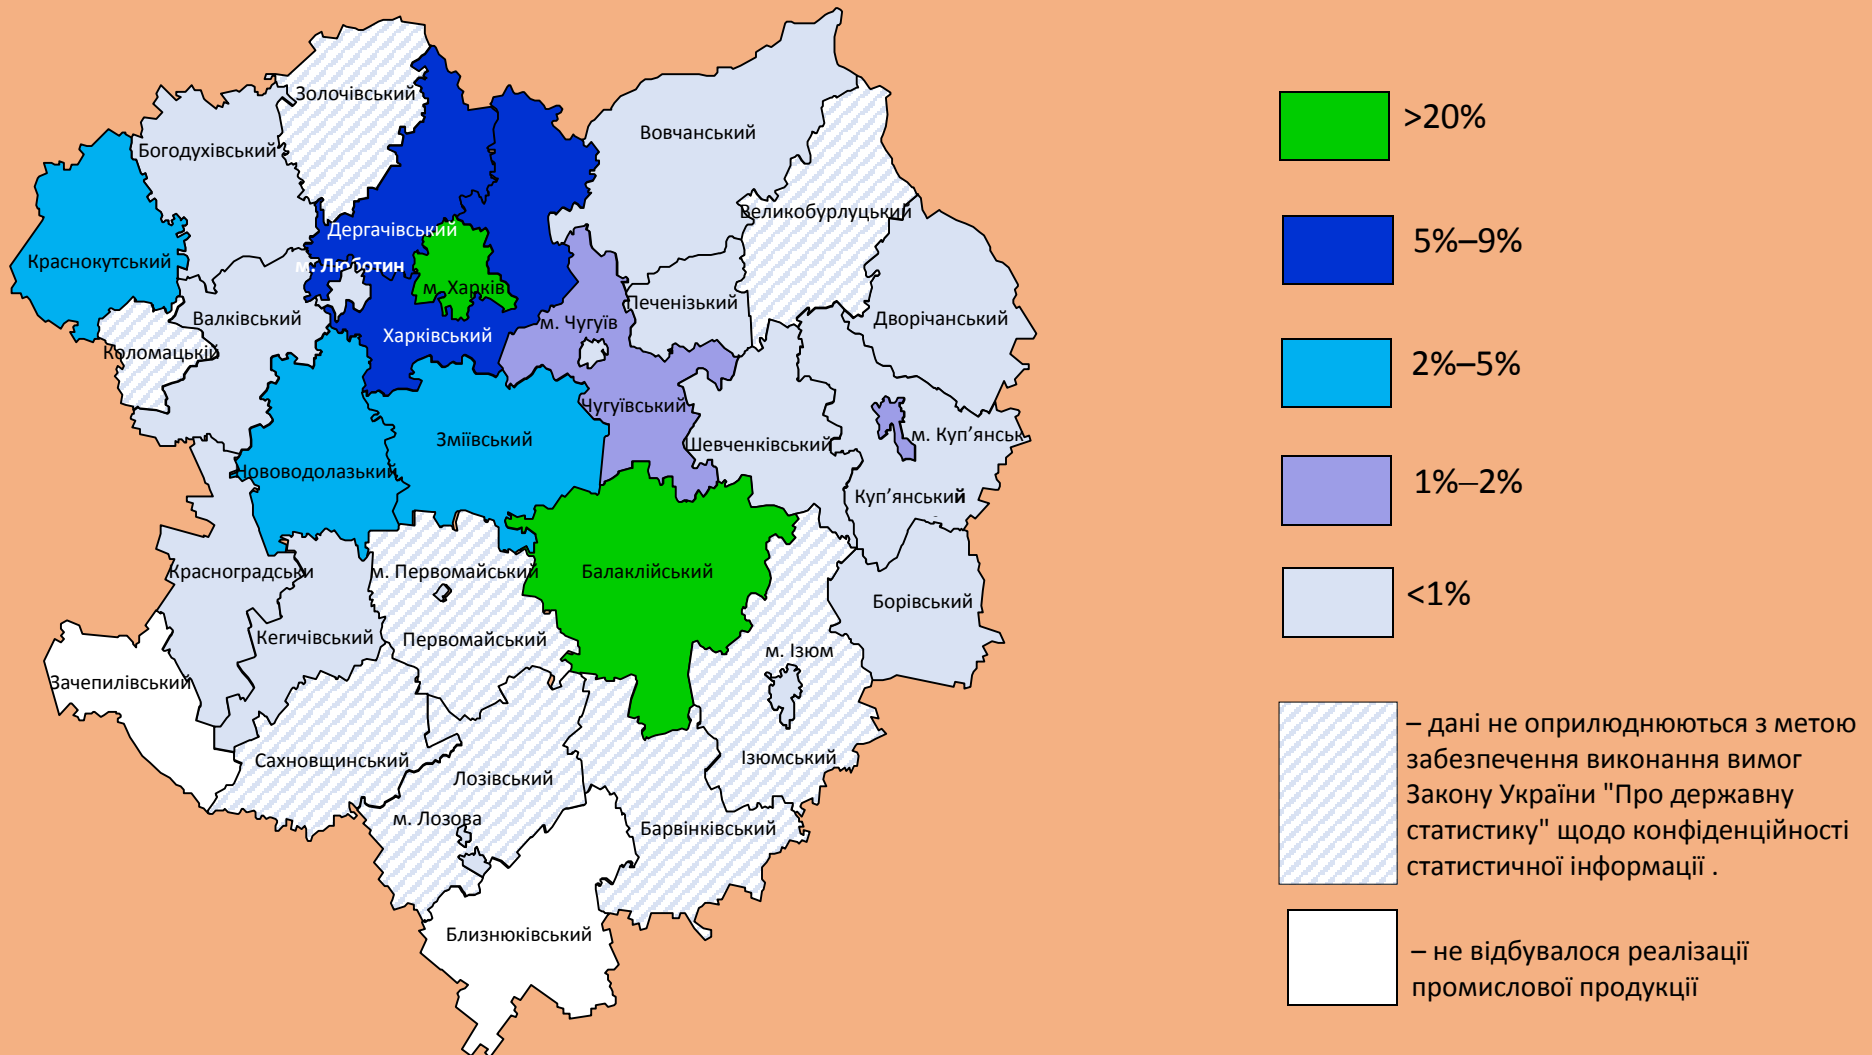 Золочівський
Вовчанський
Богодухівський
Великобурлуцький
Дергачівський
Краснокутський
м. Люботин
м. Харків
Печенізький
Валківський
м. Чугуїв
Дворічанський
Харківський
Коломацькій
Чугуївський
Зміївський
Шевченківський
м. Куп’янськ
Нововодолазький
Куп’янський
Красноградськи
м. Первомайський
Балаклійський
Борівський
Кегичівський
Первомайський
м. Ізюм
Зачепилівський
Сахновщинський
Ізюмський
Лозівський
м. Лозова
Барвінківський
Близнюківський
>20%
5%–9%
2%–5%
1%–2%
<1%
– дані не оприлюднюються з метою
забезпечення виконання вимог
Закону України "Про державну
статистику" щодо конфіденційності
статистичної інформації .
– не відбувалося реалізації
промислової продукції